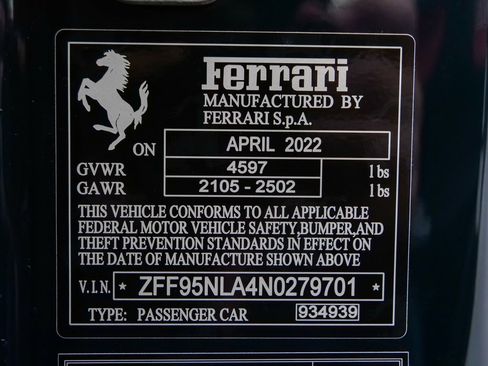 Ferrari
MANUFACTURED BY
FERRARI S.p.A.
ON APRIL 2022
GVWR 4597 lbs
GAWR 2105 - 2502 lbs
THIS VEHICLE CONFORMS TO ALL APPLICABLE
FEDERAL MOTOR VEHICLE SAFETY,BUMPER,AND
THEFT PREVENTION STANDARDS IN EFFECT ON
THE DATE OF MANUFACTURE SHOWN ABOVE
V.I.N. * ZFF95NLA4N0279701 *
TYPE: PASSENGER CAR 934939